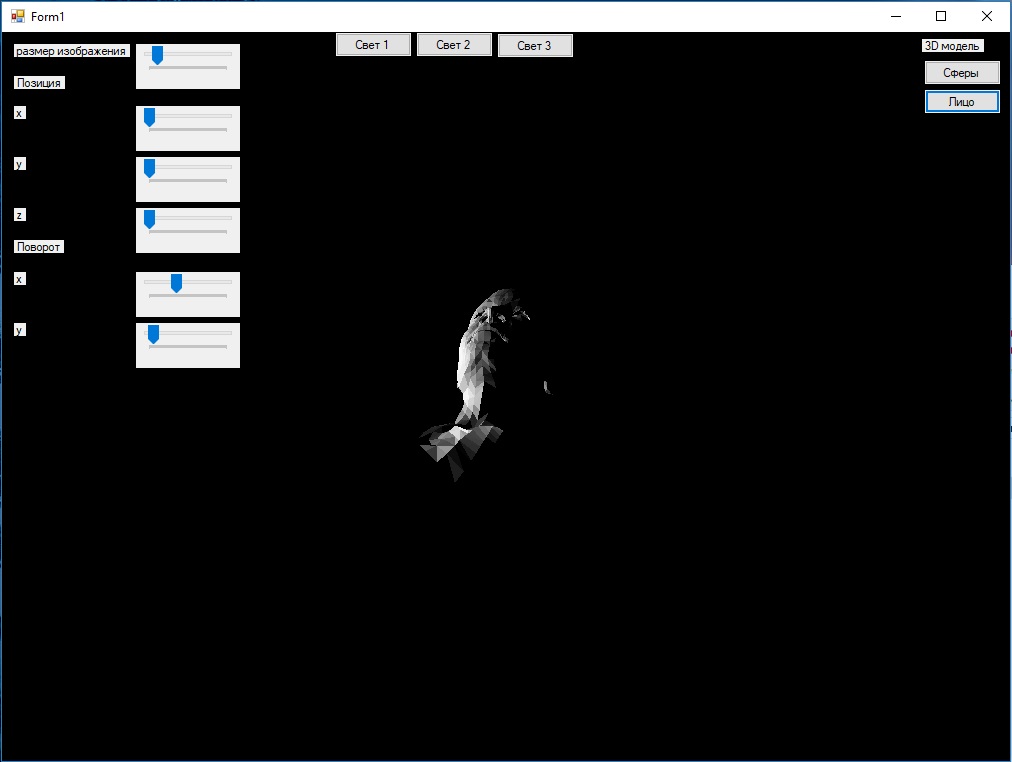 Form1
размер изображения
Свет 1
Свет 2
Свет 3
3D модель
Сферы
Лицо
Позиция
x
y
z
Поворот
x
y